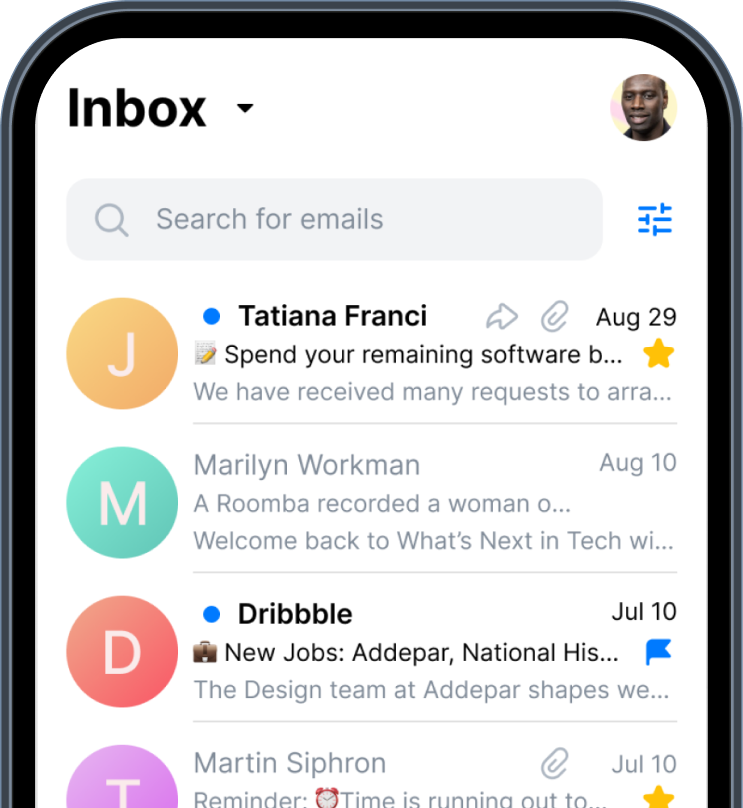 Inbox
Search for emails
J
Tatiana Franci Aug 29
📝 Spend your remaining software b...
We have received many requests to arra...
M
Marilyn Workman Aug 10
A Roomba recorded a woman o...
Welcome back to What’s Next in Tech wi...
D
Dribbble Jul 10
💼 New Jobs: Addepar, National His...
The Design team at Addepar shapes we...
T
Martin Siphron Jul 10
Reminder: ⏰Time is running out to...